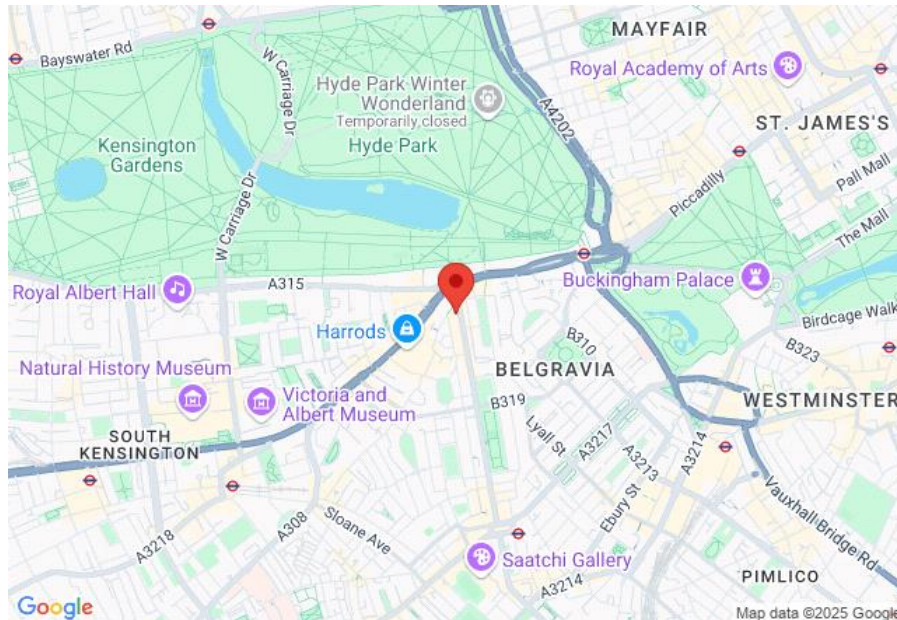 MAYFAIR
Bayswater Rd
W Carriage Dr
Royal Academy of Arts
Hyde Park Winter
Wonderland
Temporarily closed
Hyde Park
A4202
ST. JAMES'S
Kensington
Gardens
Piccadilly
Pall Mall
W Carriage Dr
The Mall
Royal Albert Hall
A315
Buckingham Palace
Birdcage Walk
Harrods
B310
B323
Natural History Museum
BELGRAVIA
Victoria and
Albert Museum
B319
WESTMINSTER
Lyall St
A3217
A3214
SOUTH
KENSINGTON
A3213
Ebury St
Vauxhall Bridge Rd
A3218
A308
Sloane Ave
Saatchi Gallery
A3214
PIMLICO
Google
Map data ©2025 Google